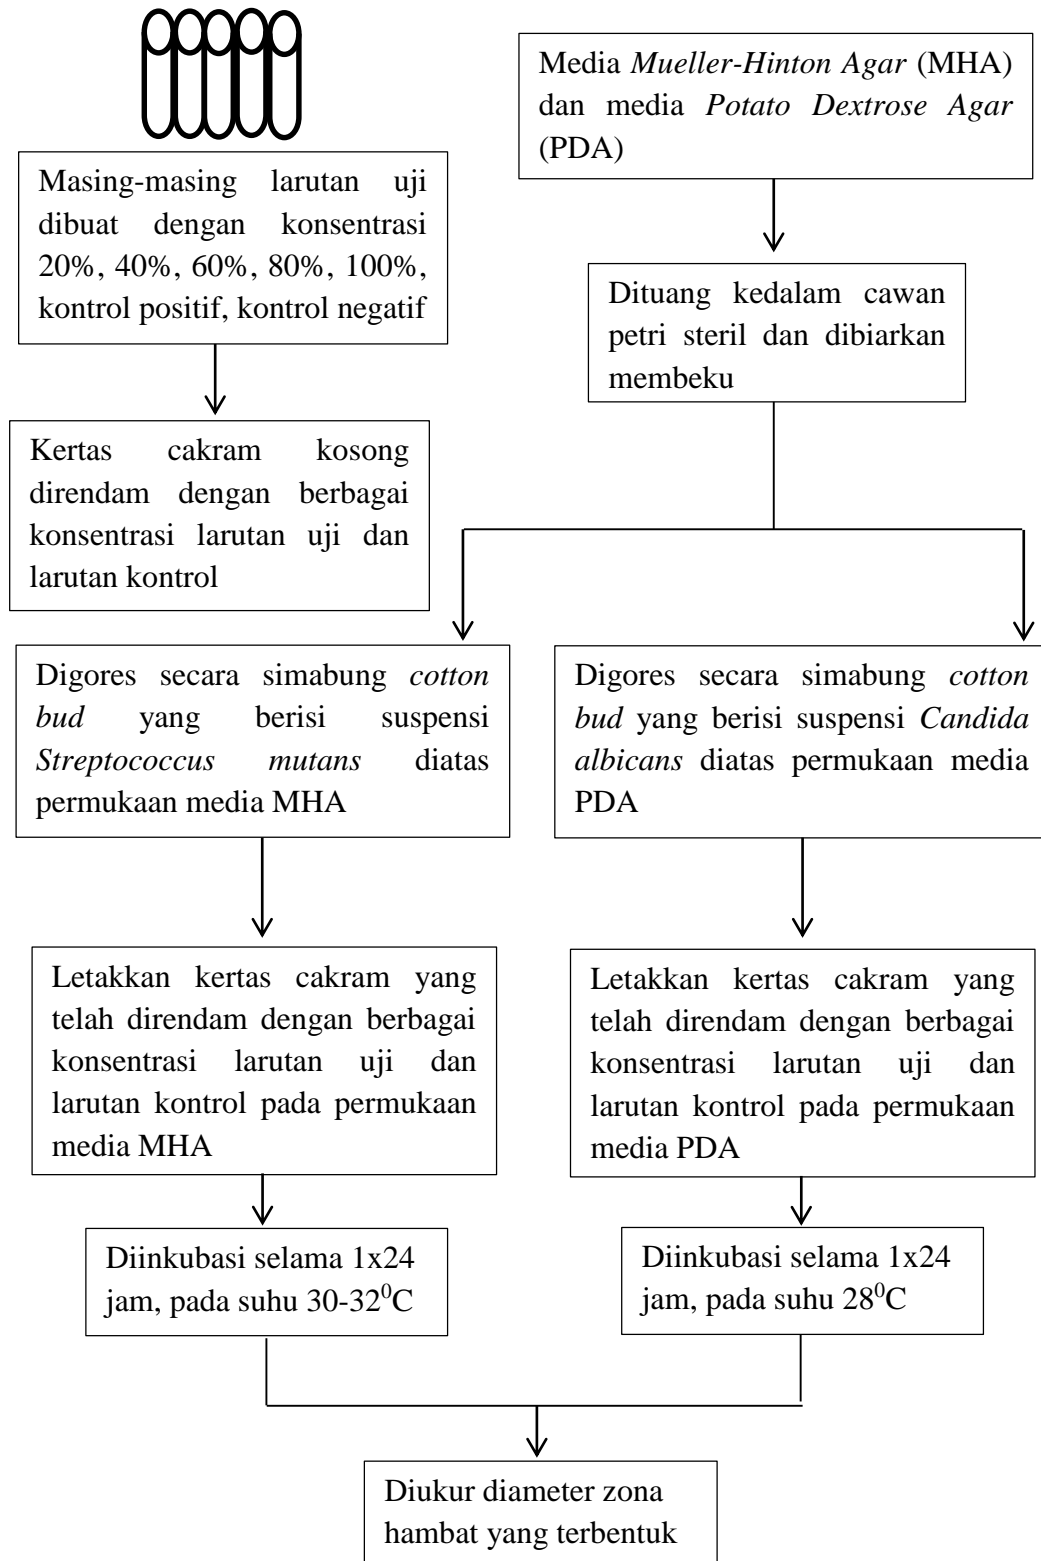 Masing-masing larutan uji
dibuat dengan konsentrasi
20%, 40%, 60%, 80%, 100%,
kontrol positif, kontrol negatif
Kertas cakram kosong
direndam dengan berbagai
konsentrasi larutan uji dan
larutan kontrol
Media Mueller-Hinton Agar (MHA)
dan media Potato Dextrose Agar
(PDA)
Dituang kedalam cawan
petri steril dan dibiarkan
membeku
Digores secara simabung cotton
bud yang berisi suspensi
Streptococcus mutans diatas
permukaan media MHA
Digores secara simabung cotton
bud yang berisi suspensi Candida
albicans diatas permukaan media
PDA
Letakkan kertas cakram yang
telah direndam dengan berbagai
konsentrasi larutan uji dan
larutan kontrol pada permukaan
media MHA
Letakkan kertas cakram yang
telah direndam dengan berbagai
konsentrasi larutan uji dan
larutan kontrol pada permukaan
media PDA
Diinkubasi selama 1x24
jam, pada suhu 30-32⁰C
Diinkubasi selama 1x24
jam, pada suhu 28⁰C
Diukur diameter zona
hambat yang terbentuk